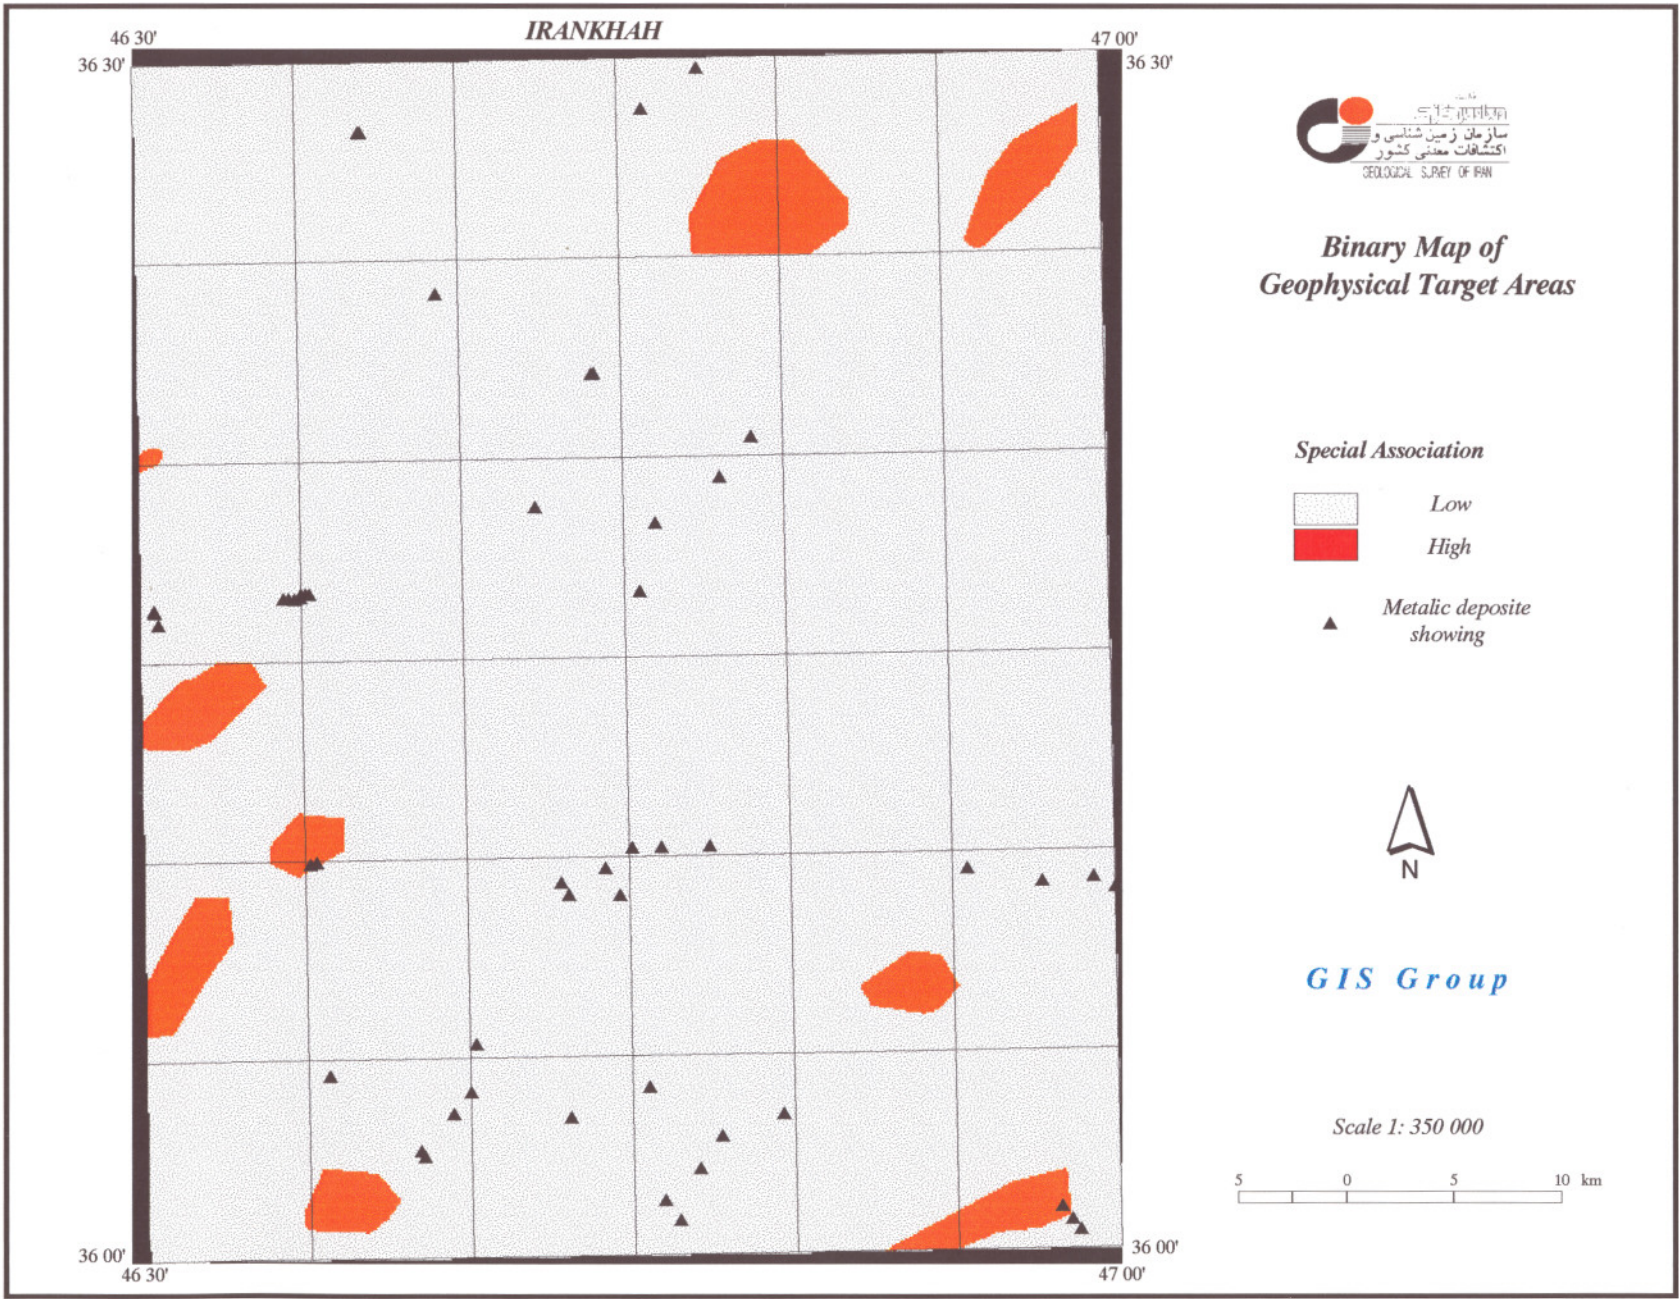 IRANKHAH
46 30'
47 00'
36 30'
36 30'
سازمان زمین شناسی و
اکتشافات معدنی کشور
GEOLOGICAL SURVEY OF IRAN
Binary Map of
Geophysical Target Areas
Special Association
Low
High
Metalic deposite
showing
N
GIS Group
Scale 1: 350 000
5 0 5 10 km
36 00'
36 00'
46 30'
47 00'